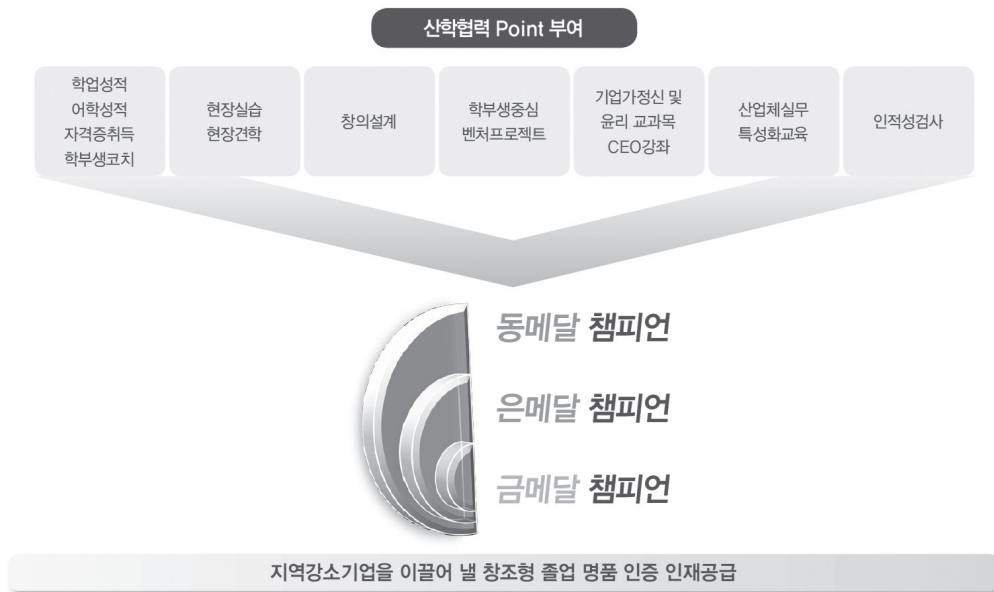 산학협력 Point 부여
학업성적
어학성적
자격증취득
학부생코치
현장실습
현장견학
창의설계
학부생중심
벤처프로젝트
기업가정신 및
윤리 교과목
CEO강좌
산업체실무
특성화교육
인적성검사
동메달 챔피언
은메달 챔피언
금메달 챔피언
지역강소기업을 이끌어 낼 창조형 졸업 명품 인증 인재공급